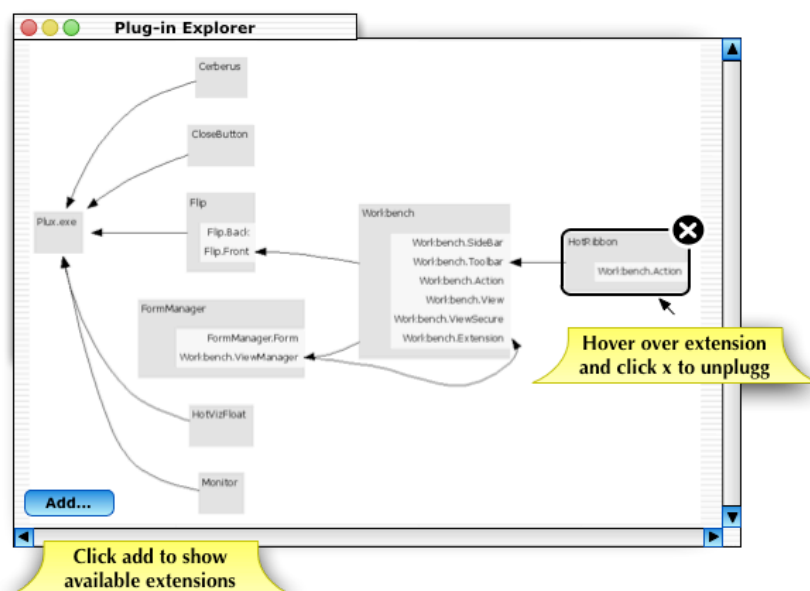 Plug-in Explorer
Cerberus
CloseButton
Plux.exe
Flip
Flip.Back
Flip.Front
Workbench
Workbench.SideBar
Workbench.Toolbar
Workbench.Action
Workbench.View
Workbench.ViewSecure
Workbench.Extension
HotRibbon
Workbench.Action
FormManager
FormManager.Form
Workbench.ViewManager
Hover over extension
and click x to unplugg
HotVizFloat
Monitor
Add...
Click add to show
available extensions